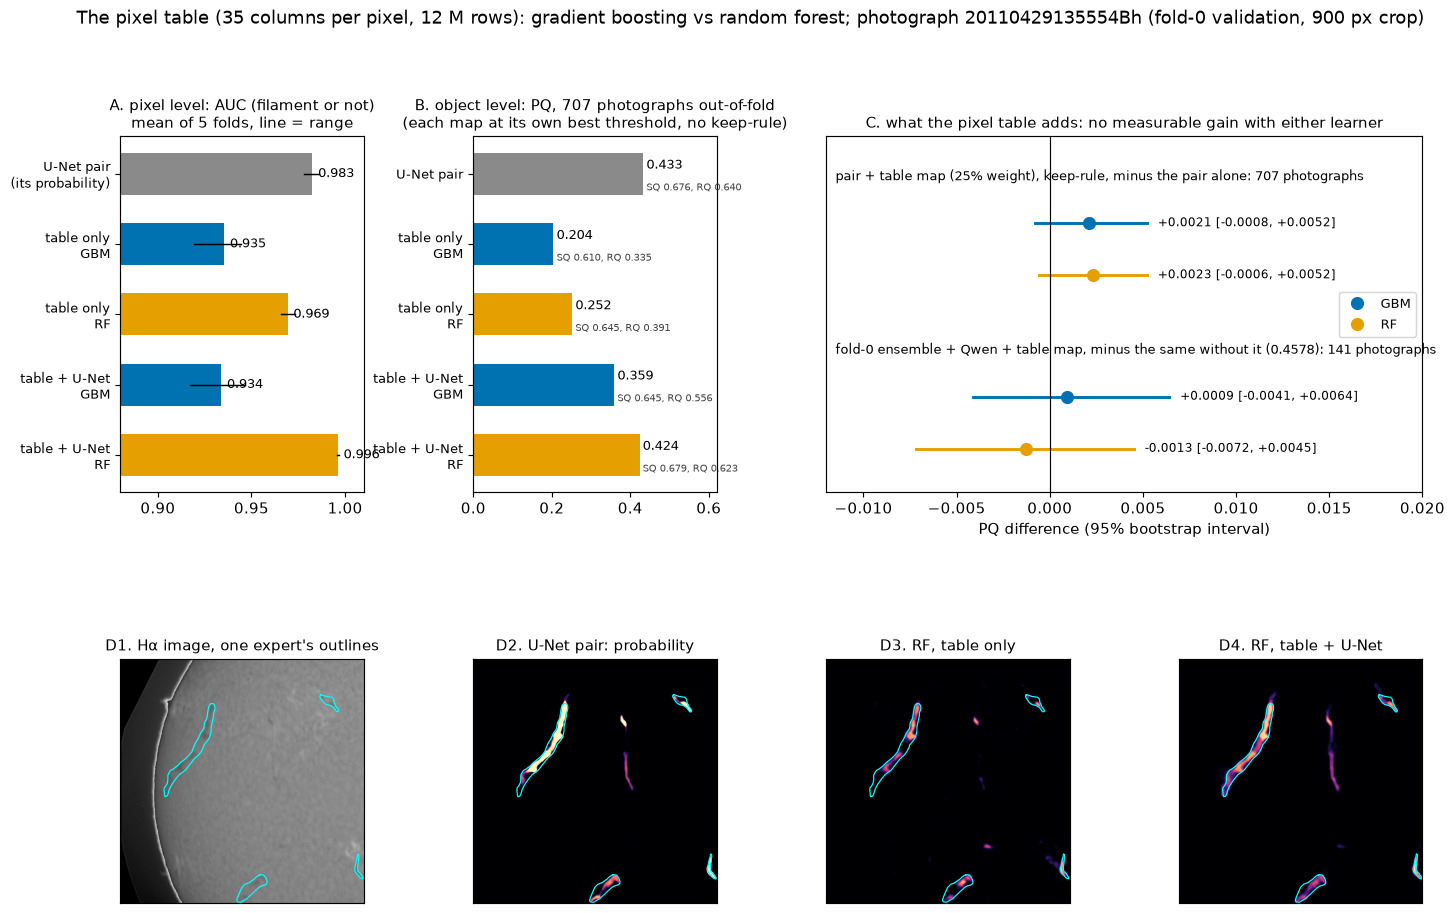 The pixel table (35 columns per pixel, 12 M rows): gradient boosting vs random forest; photograph 20110429135554Bh (fold-0 validation, 900 px crop)
A. pixel level: AUC (filament or not)
mean of 5 folds, line = range
U-Net pair
(its probability)
0.983
table only
GBM
0.935
table only
RF
0.969
table + U-Net
GBM
0.934
table + U-Net
RF
0.996
0.90 0.95 1.00
B. object level: PQ, 707 photographs out-of-fold
(each map at its own best threshold, no keep-rule)
U-Net pair
0.433
SQ 0.676, RQ 0.640
table only
GBM
0.204
SQ 0.610, RQ 0.335
table only
RF
0.252
SQ 0.645, RQ 0.391
table + U-Net
GBM
0.359
SQ 0.645, RQ 0.556
table + U-Net
RF
0.424
SQ 0.679, RQ 0.623
0.0 0.2 0.4 0.6
C. what the pixel table adds: no measurable gain with either learner
pair + table map (25% weight), keep-rule, minus the pair alone: 707 photographs
+0.0021 [-0.0008, +0.0052]
+0.0023 [-0.0006, +0.0052]
GBM
RF
fold-0 ensemble + Qwen + table map, minus the same without it (0.4578): 141 photographs
+0.0009 [-0.0041, +0.0064]
-0.0013 [-0.0072, +0.0045]
−0.010 −0.005 0.000 0.005 0.010 0.015 0.020
PQ difference (95% bootstrap interval)
D1. Hα image, one expert's outlines
D2. U-Net pair: probability
D3. RF, table only
D4. RF, table + U-Net